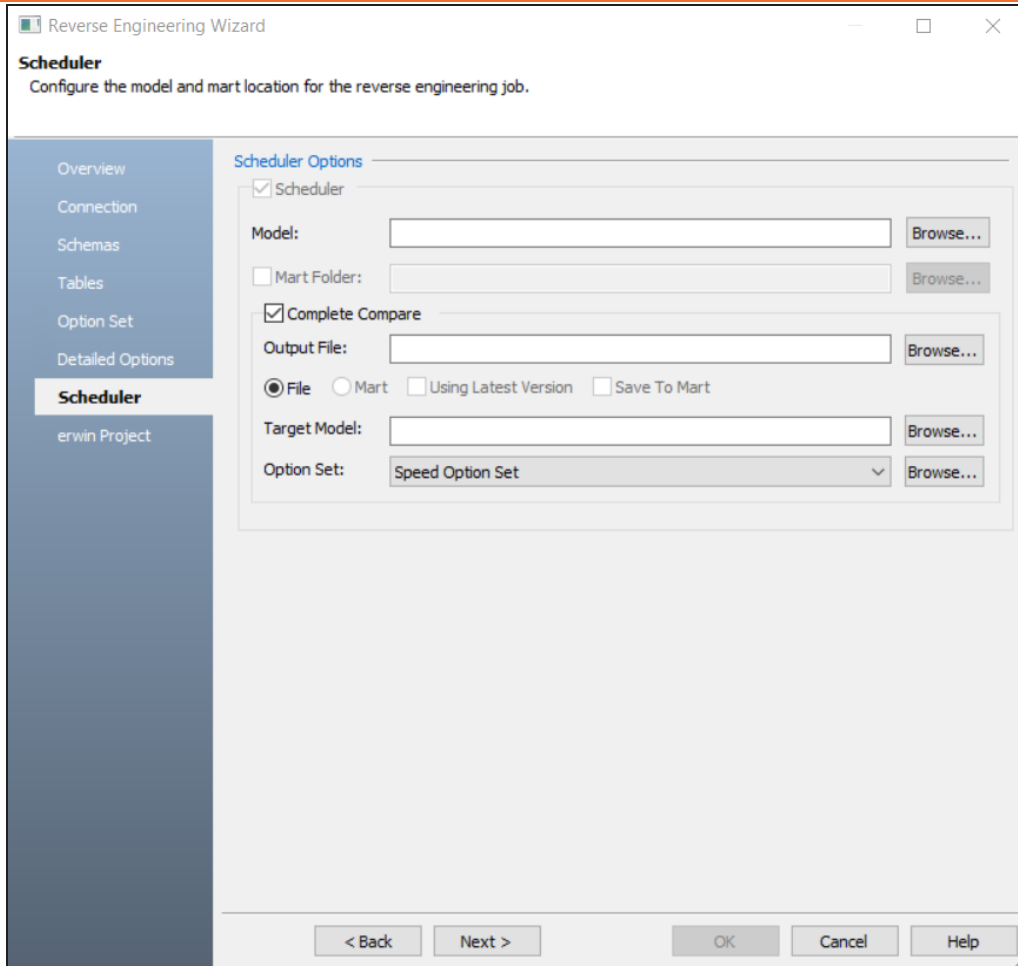 Reverse Engineering Wizard
Scheduler
Configure the model and mart location for the reverse engineering job.
Overview
Connection
Schemas
Tables
Option Set
Detailed Options
Scheduler
erwin Project
Scheduler Options
Scheduler
Model: Browse...
Mart Folder: Browse...
Complete Compare
Output File: Browse...
File Mart Using Latest Version Save To Mart
Target Model: Browse...
Option Set: Speed Option Set Browse...
< Back Next > OK Cancel Help